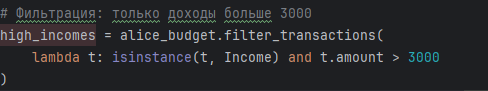 # Фильтрация: только доходы больше 3000
high_incomes = alice_budget.filter_transactions(
    lambda t: isinstance(t, Income) and t.amount > 3000
)